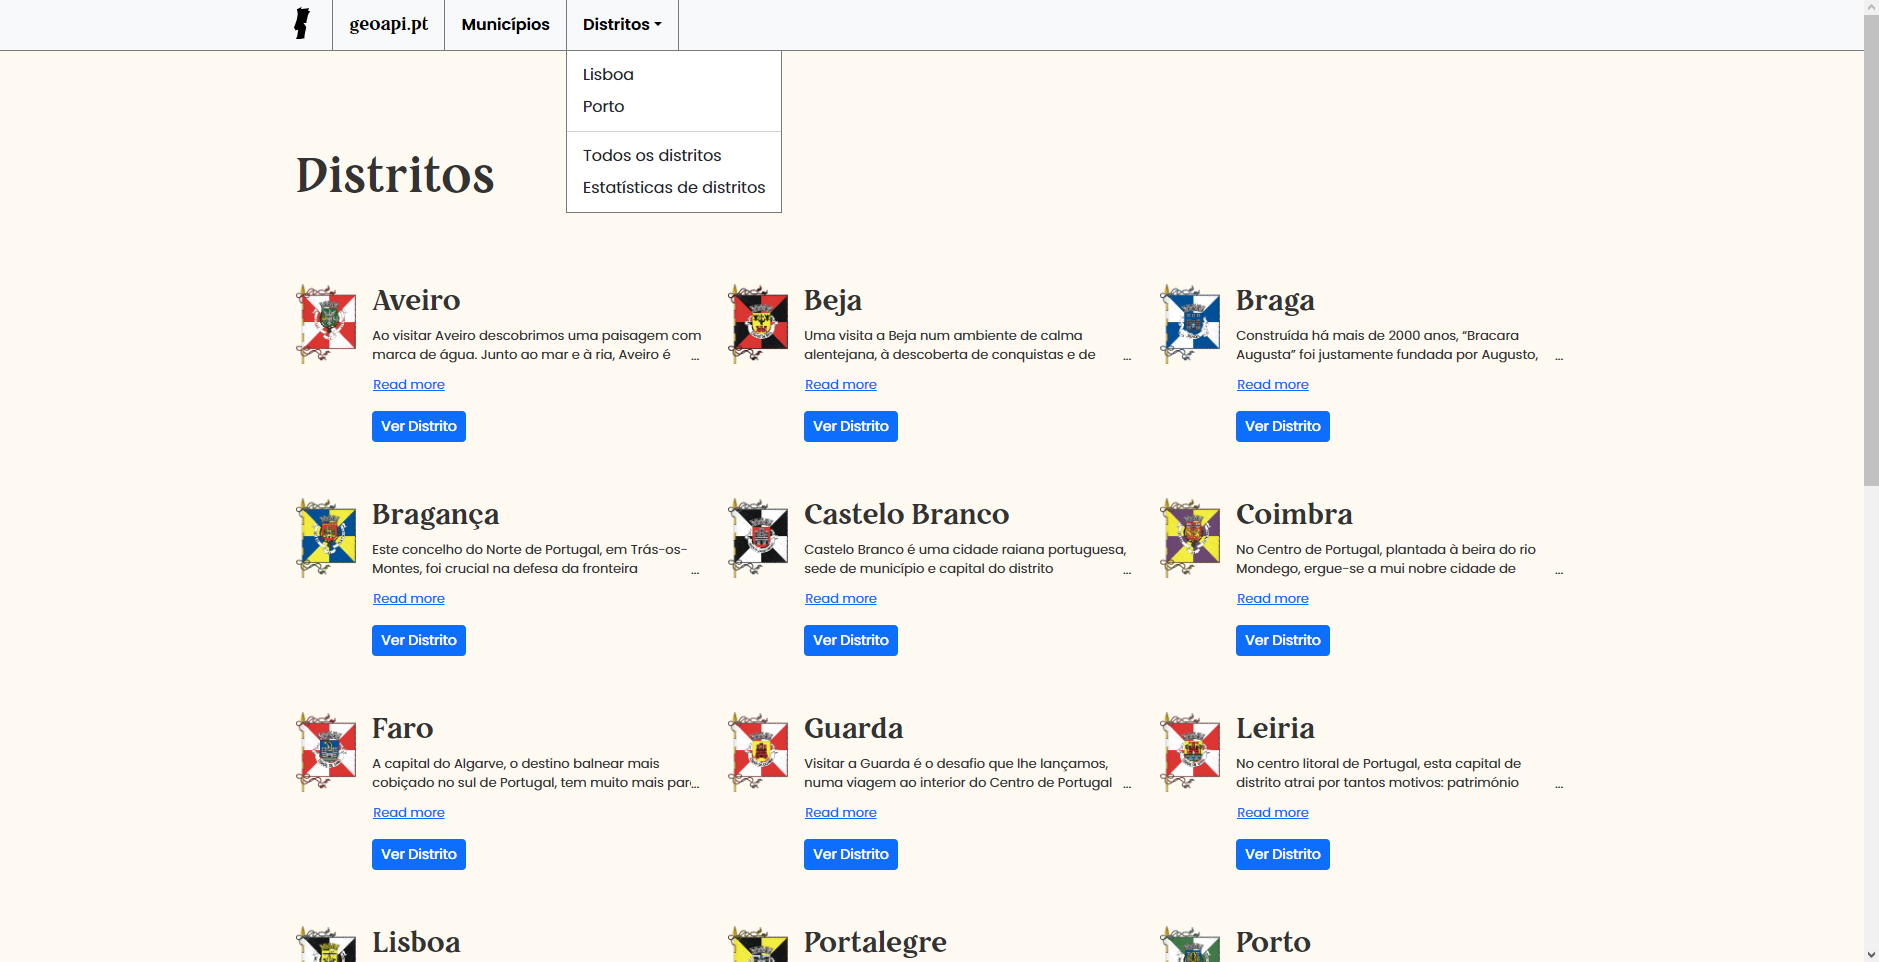 geoapi.pt
Municípios
Distritos
Lisboa
Porto
Todos os distritos
Estatísticas de distritos
Distritos
Aveiro
Ao visitar Aveiro descobrimos uma paisagem com
marca de água. Junto ao mar e à ria, Aveiro é ...
Read more
Ver Distrito
Beja
Uma visita a Beja num ambiente de calma
alentejana, à descoberta de conquistas e de ...
Read more
Ver Distrito
Braga
Construída há mais de 2000 anos, “Bracara
Augusta” foi justamente fundada por Augusto, ...
Read more
Ver Distrito
Bragança
Este concelho do Norte de Portugal, em Trás-os-
Montes, foi crucial na defesa da fronteira ...
Read more
Ver Distrito
Castelo Branco
Castelo Branco é uma cidade raiana portuguesa,
sede de município e capital do distrito ...
Read more
Ver Distrito
Coimbra
No Centro de Portugal, plantada à beira do rio
Mondego, ergue-se a mui nobre cidade de ...
Read more
Ver Distrito
Faro
A capital do Algarve, o destino balnear mais
cobiçado no sul de Portugal, tem muito mais par...
Read more
Ver Distrito
Guarda
Visitar a Guarda é o desafio que lhe lançamos,
numa viagem ao interior do Centro de Portugal ...
Read more
Ver Distrito
Leiria
No centro litoral de Portugal, esta capital de
distrito atrai por tantos motivos: património ...
Read more
Ver Distrito
Lisboa
Portalegre
Porto